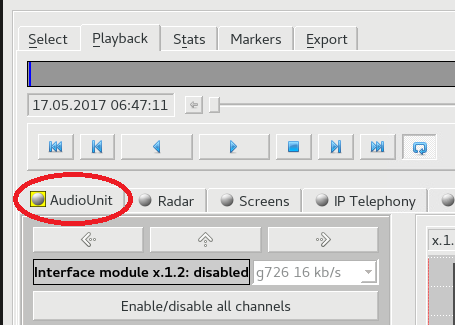 Select Playback Stats Markers Export
17.05.2017 06:47:11
AudioUnit Radar Screens IP Telephony
Interface module x.1.2: disabled g726 16 kb/s
x.1
Enable/disable all channels